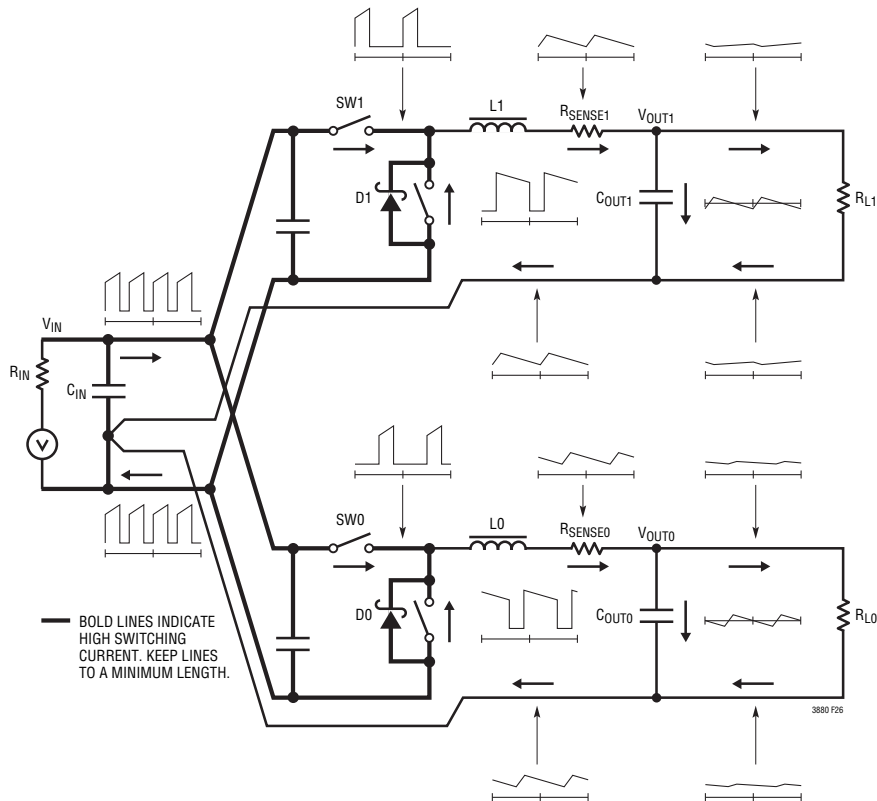 SW1
L1
RSENSE1
VOUT1
D1
COUT1
RL1
VIN
RIN
CIN
V
SW0
L0
RSENSE0
VOUT0
D0
COUT0
RL0
BOLD LINES INDICATE
HIGH SWITCHING
CURRENT. KEEP LINES
TO A MINIMUM LENGTH.
3880 F26